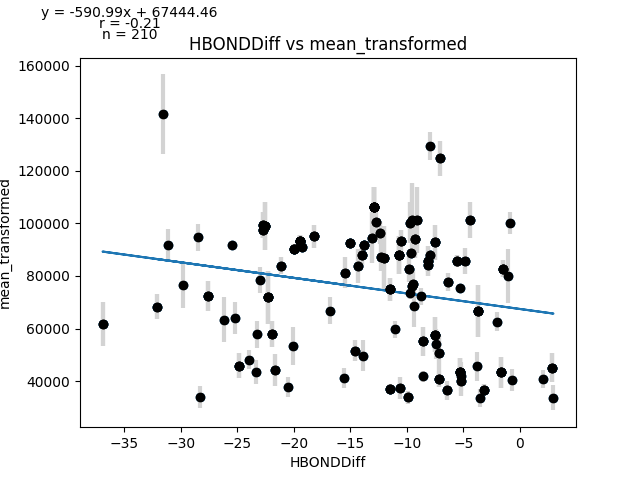 y = -590.99x + 67444.46
r = -0.21
n = 210
HBONDDiff vs mean_transformed
160000
140000
120000
100000
80000
60000
40000
mean_transformed
−35
−30
−25
−20
−15
−10
−5
0
HBONDDiff